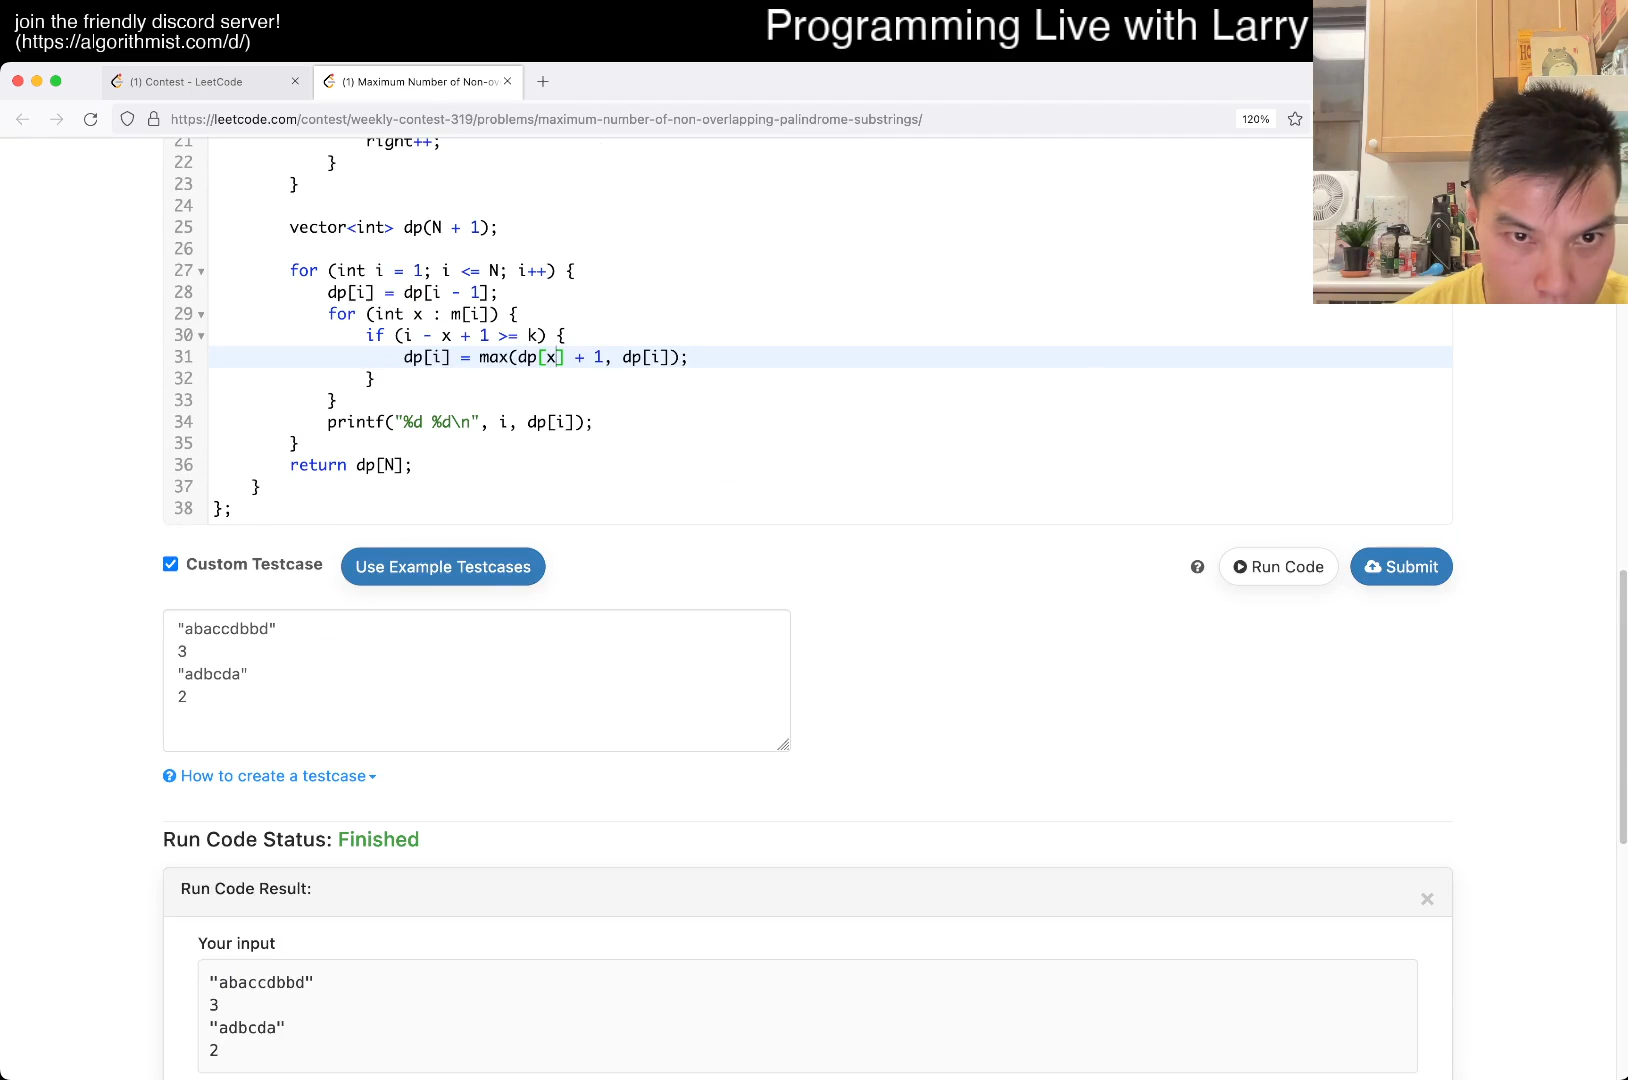 join the friendly discord server!
(https://algorithmist.com/d/)
Programming Live with Larry
(1) Contest - LeetCode
(1) Maximum Number of Non-ov
https://leetcode.com/contest/weekly-contest-319/problems/maximum-number-of-non-overlapping-palindrome-substrings/
120%
21 right++;
22 }
23 }
24
25 vector<int> dp(N + 1);
26
27 for (int i = 1; i <= N; i++) {
28 dp[i] = dp[i - 1];
29 for (int x : m[i]) {
30 if (i - x + 1 >= k) {
31 dp[i] = max(dp[x] + 1, dp[i]);
32 }
33 }
34 printf("%d %d\n", i, dp[i]);
35 }
36 return dp[N];
37 }
38 };
Custom Testcase
Use Example Testcases
Run Code
Submit
"abaccdbbd"
3
"adbcda"
2
How to create a testcase
Run Code Status: Finished
Run Code Result:
Your input
"abaccdbbd"
3
"adbcda"
2